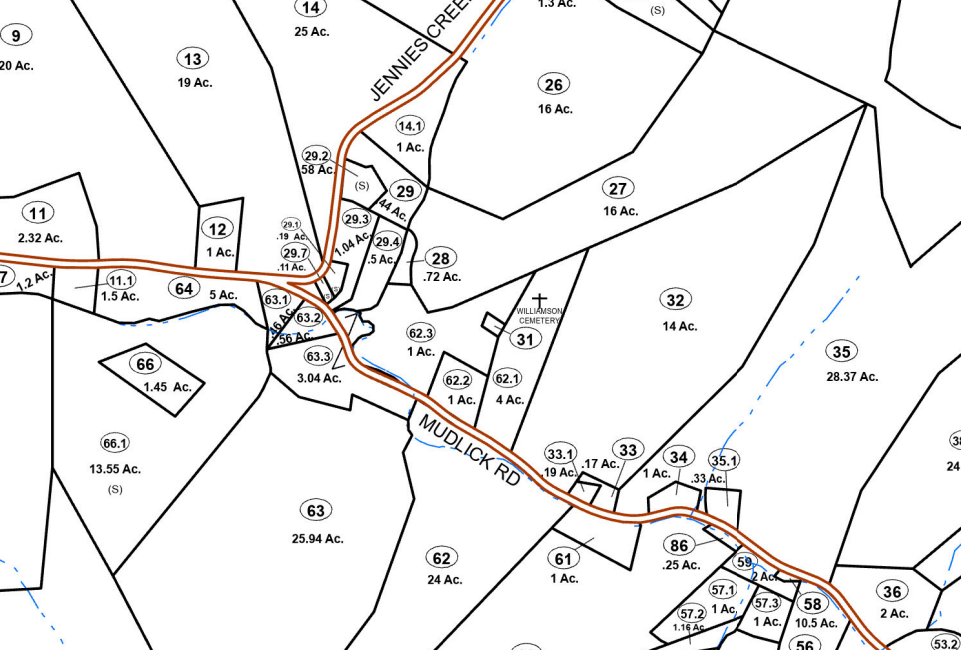 14
25 Ac.
JENNIES CREE
1.3 Ac.
(S)
9
20 Ac.
13
19 Ac.
26
16 Ac.
14.1
1 Ac.
29.2
58 Ac.
(S)
29
44 Ac.
27
16 Ac.
11
2.32 Ac.
12
1 Ac.
29.1
.19 Ac.
29.3
1.04 Ac.
29.4
.5 Ac.
29.7
.11 Ac.
28
.72 Ac.
7
1.2 Ac.
11.1
1.5 Ac.
64
5 Ac.
63.1
.46 Ac.
63.2
.56 Ac.
WILLIAMSON
CEMETERY
31
32
14 Ac.
62.3
1 Ac.
63.3
3.04 Ac.
35
28.37 Ac.
66
1.45 Ac.
62.2
1 Ac.
62.1
4 Ac.
MUDLICK RD
66.1
13.55 Ac.
(S)
33.1
.19 Ac.
33
.17 Ac.
34
1 Ac.
35.1
.33 Ac.
38
24
63
25.94 Ac.
62
24 Ac.
61
1 Ac.
86
.25 Ac.
59
2 Ac.
57.1
1 Ac.
57.2
1.16 Ac.
57.3
1 Ac.
58
10.5 Ac.
56
36
2 Ac.
53.2